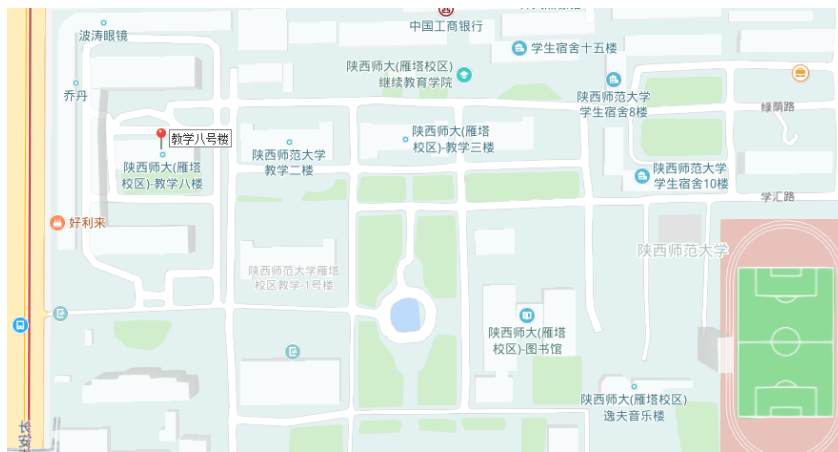 中国工商银行
波涛眼镜
学生宿舍十五楼
陕西师大(雁塔校区)
继续教育学院
乔丹
陕西师范大学
学生宿舍8楼
绿荫路
教学八号楼
陕西师大(雁塔
校区)-教学三楼
陕西师范大学
教学二楼
陕西师大(雁塔
校区)-教学八楼
陕西师范大学
学生宿舍10楼
学汇路
好利来
陕西师范大学
陕西师范大学雁塔
校区教学-1号楼
陕西师大(雁塔
校区)-图书馆
陕西师大(雁塔校区)
逸夫音乐楼
长安